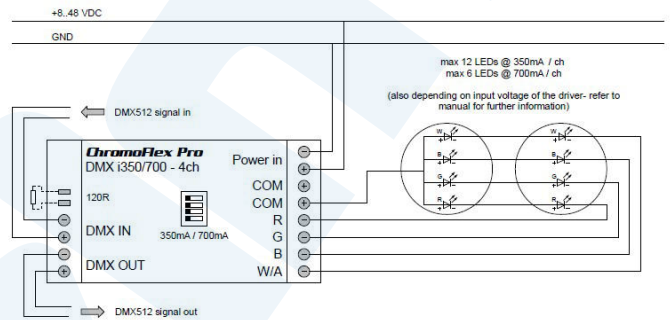 +8..48 VDC
GND
max 12 LEDs @ 350mA / ch
max 6 LEDs @ 700mA / ch
(also depending on input voltage of the driver- refer to
manual for further information)
DMX512 signal in
ChromoFlex Pro
DMX i350/700 - 4ch
Power in
COM
120R
COM
R
DMX IN
350mA / 700mA
G
B
DMX OUT
W/A
DMX512 signal out
W
B
G
R
W
B
G
R